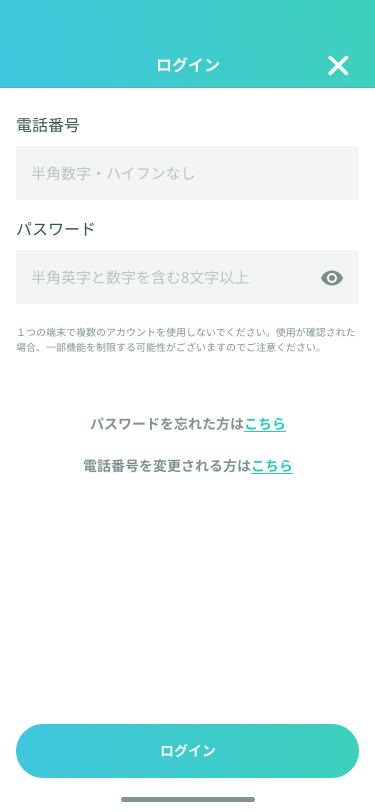 ログイン
電話番号
半角数字・ハイフンなし
パスワード
半角英字と数字を含む8文字以上
１つの端末で複数のアカウントを使用しないでください。使用が確認された
場合、一部機能を制限する可能性がございますのでご注意ください。
パスワードを忘れた方はこちら
電話番号を変更される方はこちら
ログイン